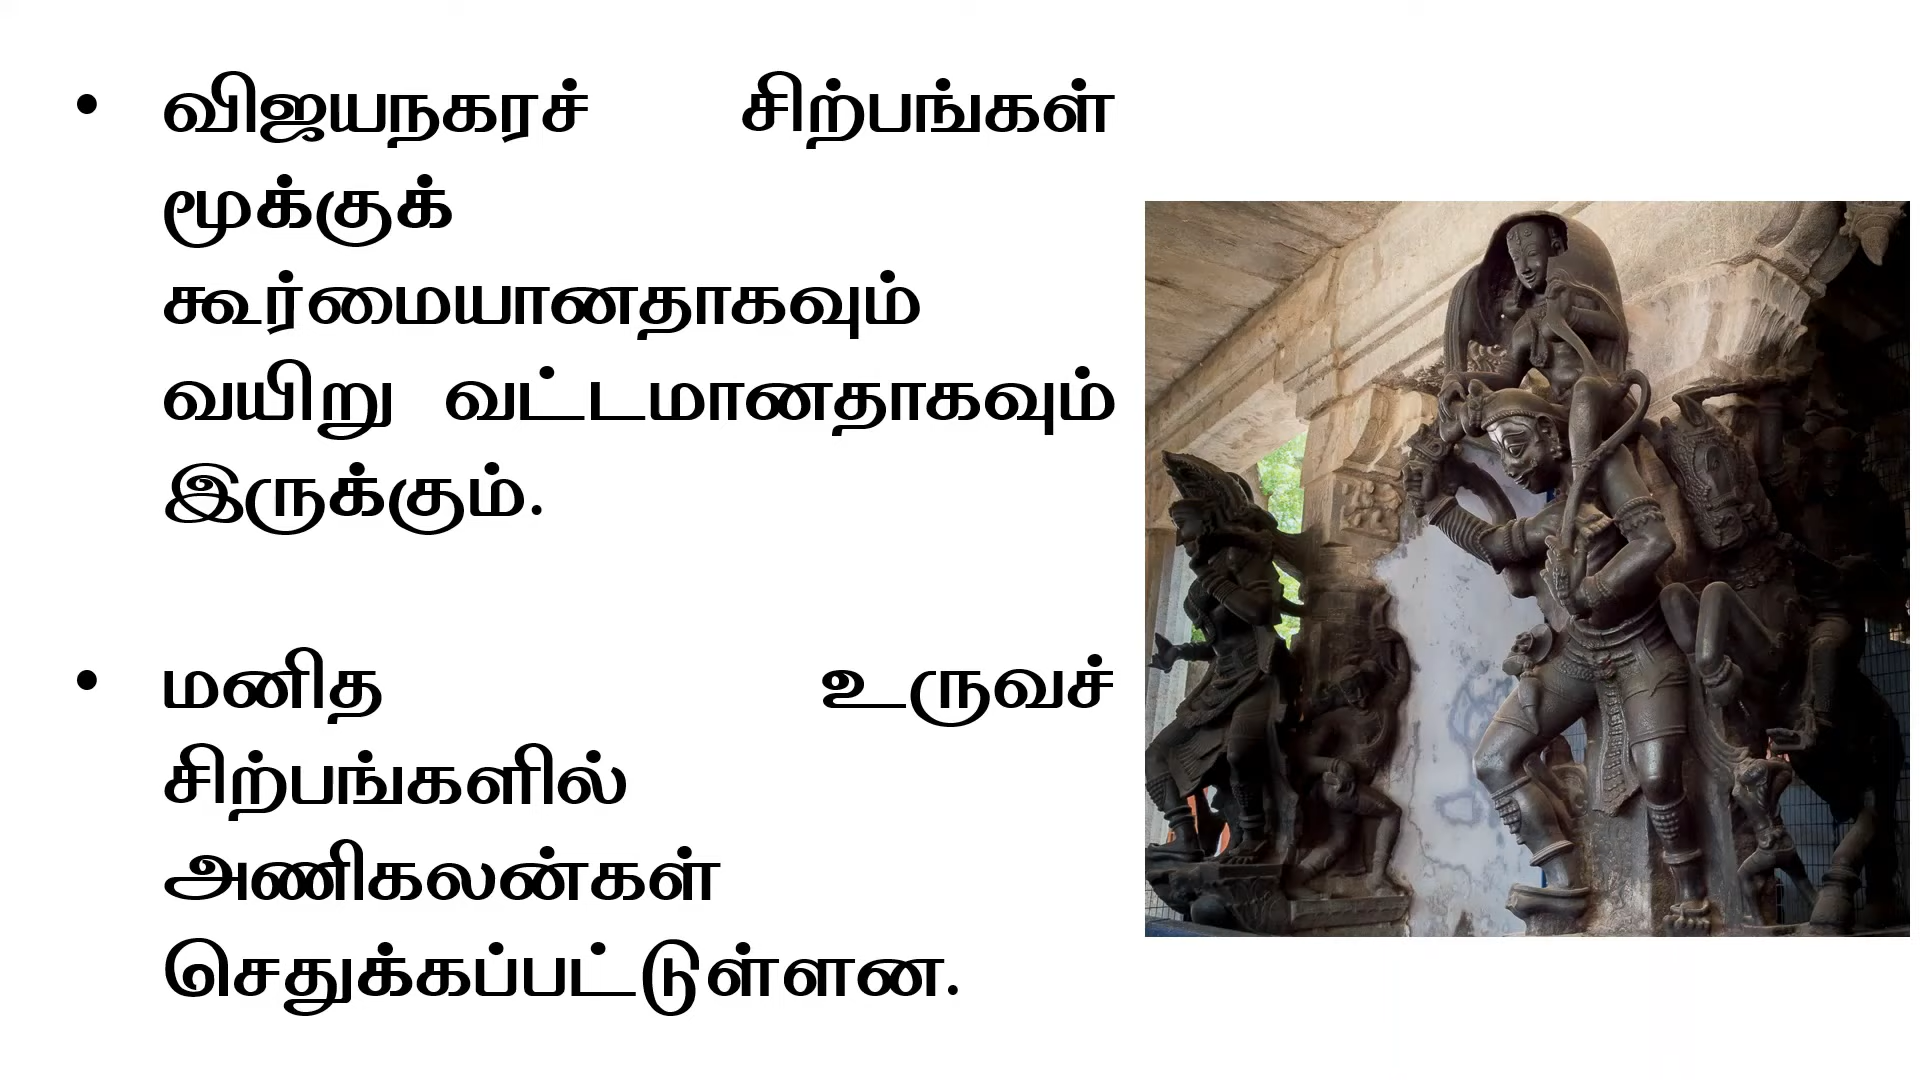 • விஜயநகரச் சிற்பங்கள்
மூக்குக்
கூர்மையானதாகவும்
வயிறு வட்டமானதாகவும்
இருக்கும்.
• மனித உருவச்
சிற்பங்களில்
அணிகலன்கள்
செதுக்கப்பட்டுள்ளன.